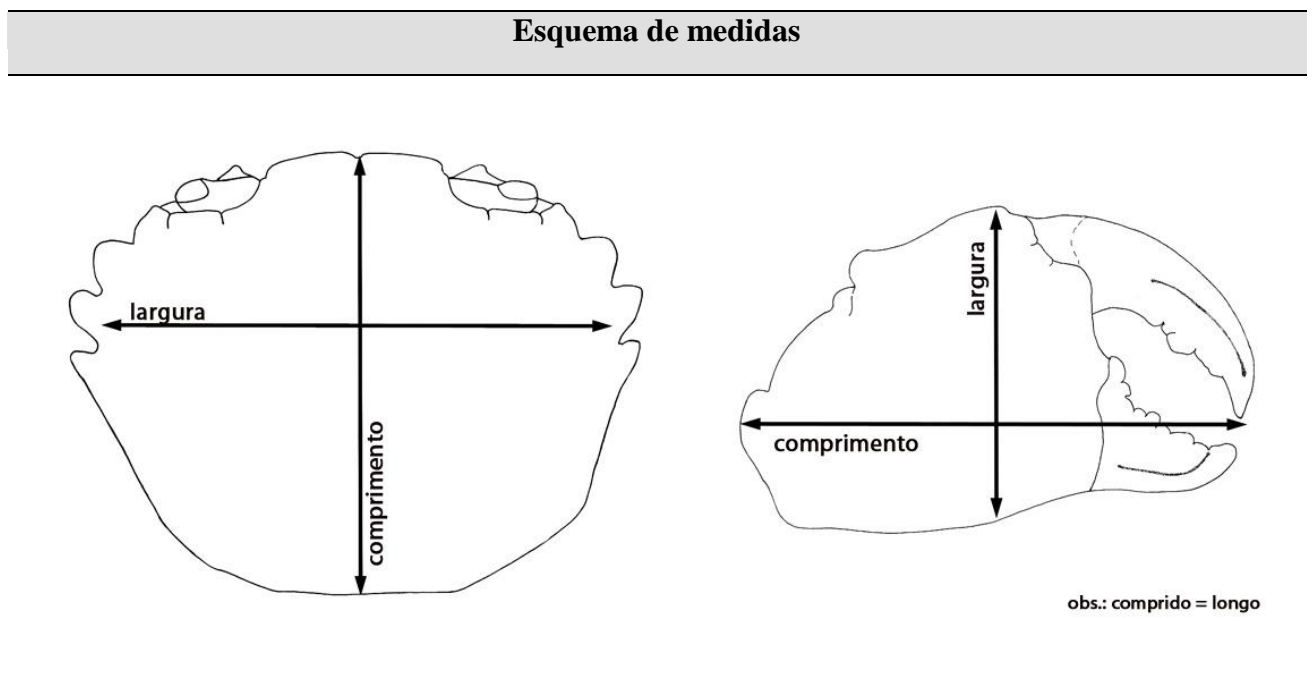 Esquema de medidas
largura
comprimento
largura
comprimento
obs.: comprido = longo